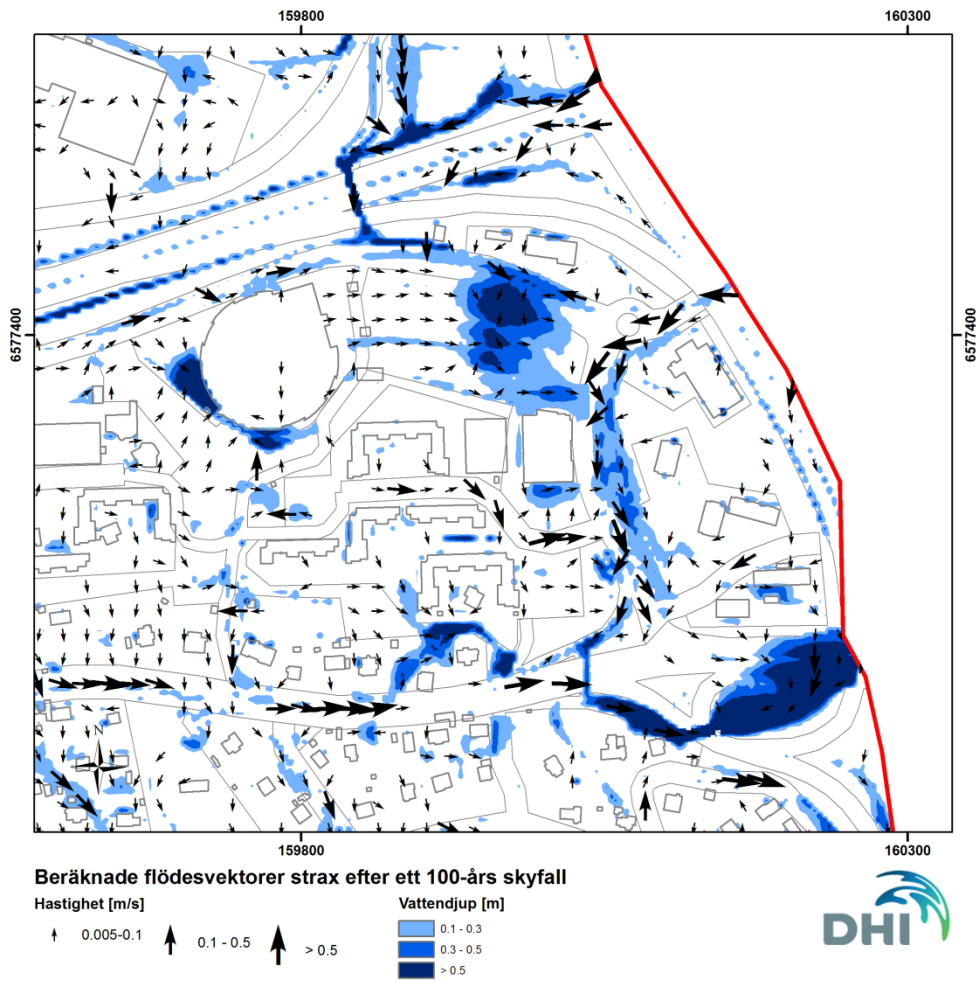 159800
160300
6577400
6577400
N
159800
160300
Beräknade flödesvektorer strax efter ett 100-års skyfall
Hastighet [m/s]
0.005-0.1
0.1 - 0.5
> 0.5
Vattendjup [m]
0.1 - 0.3
0.3 - 0.5
> 0.5
DHI